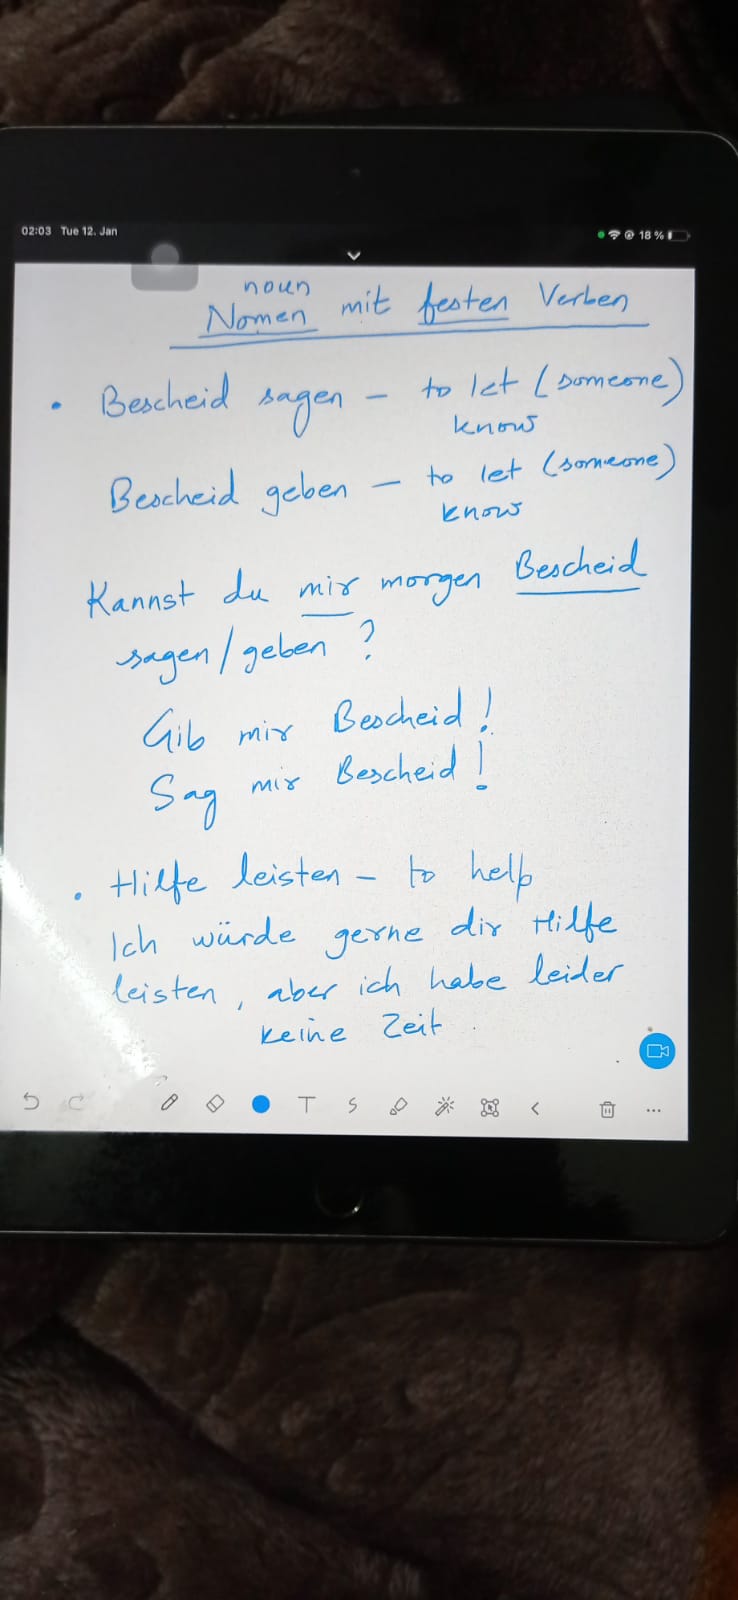 02:03 Tue 12. Jan
18 %
noun
Nomen mit festen Verben
• Bescheid sagen – to let (someone)
know
Bescheid geben – to let (someone)
know
Kannst du mir morgen Bescheid
sagen/geben ?
Gib mir Bescheid!
Sag mir Bescheid!
• Hilfe leisten – to help
Ich würde gerne dir Hilfe
leisten, aber ich habe leider
keine Zeit
T S